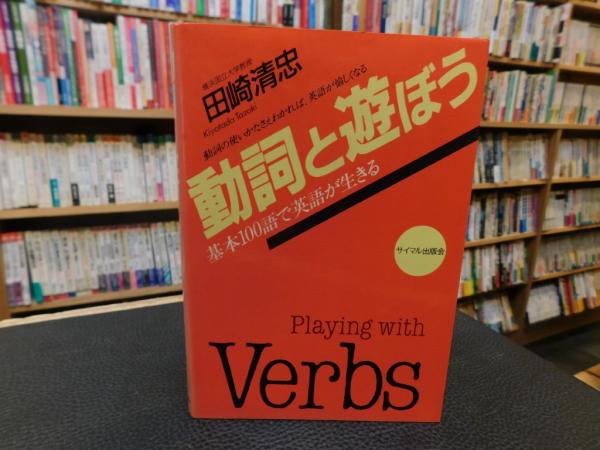 横浜国立大学教授
田崎清忠
Kiyotada Tazaki
動詞の使いかたさえわかれば、英語が愉しくなる
動詞と遊ぼう
基本100語で英語が生きる
サイマル出版会
Playing with
Verbs